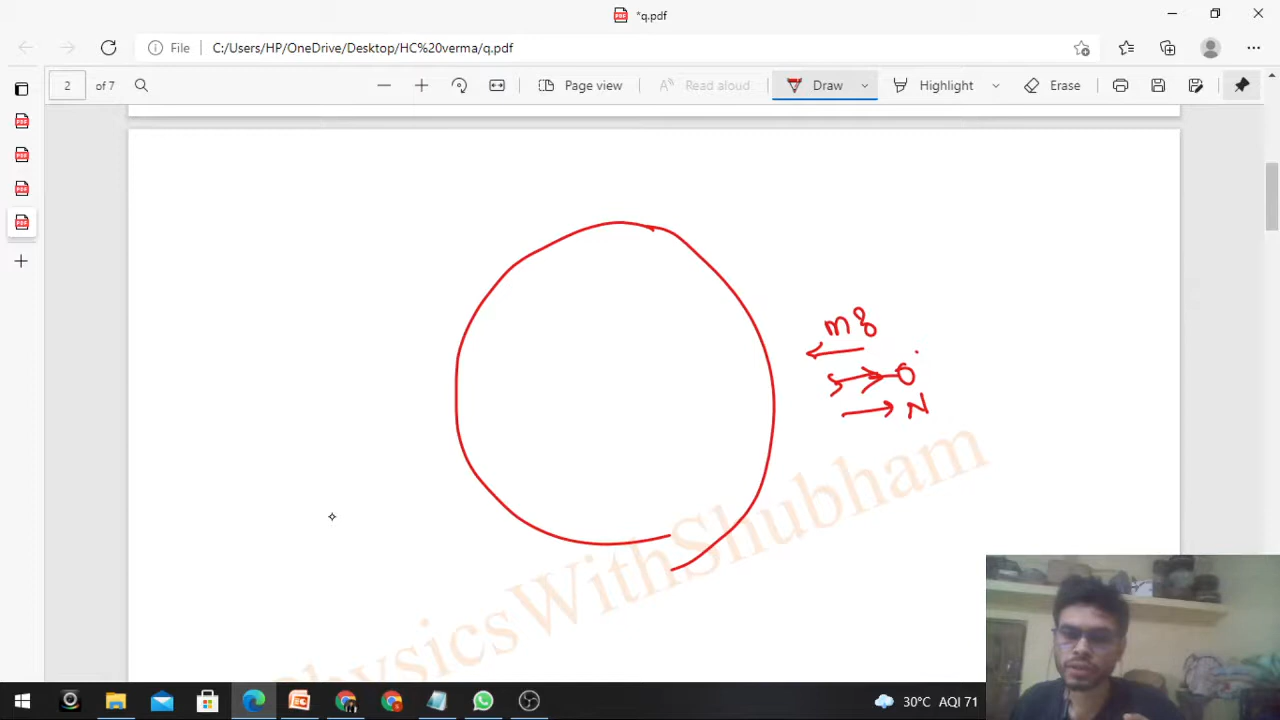 *q.pdf
File C:/Users/HP/OneDrive/Desktop/HC%20verma/q.pdf
2 of 7 Page view Read aloud Draw Highlight Erase
mg
N
PhysicsWithShubham
30°C AQI 71